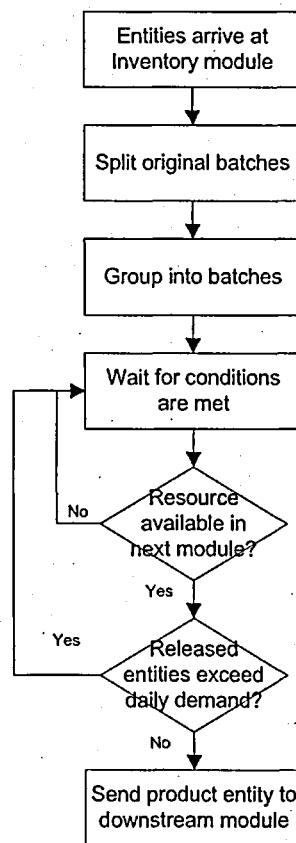 Entities arrive at
Inventory module
Split original batches
Group into batches
Wait for conditions
are met
Resource
available in
next module?
No
Yes
Released
entities exceed
daily demand?
Yes
No
Send product entity to
downstream module